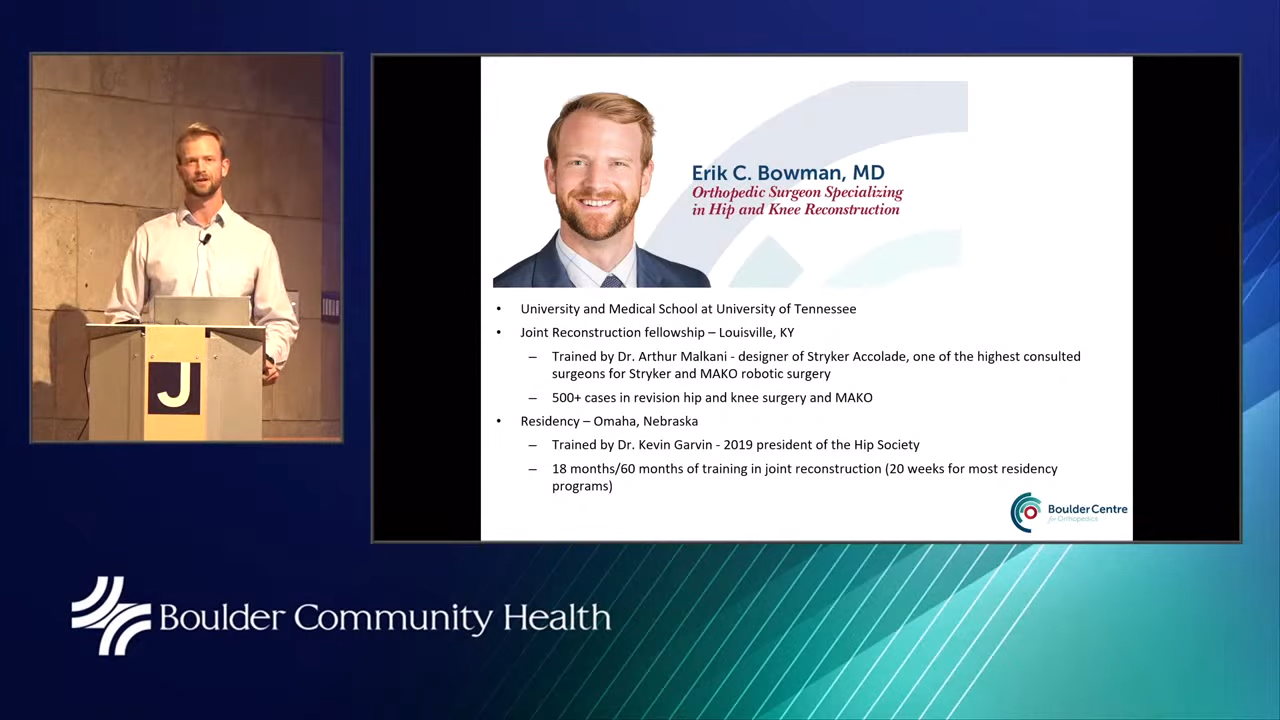 J
Erik C. Bowman, MD
Orthopedic Surgeon Specializing
in Hip and Knee Reconstruction
• University and Medical School at University of Tennessee
• Joint Reconstruction fellowship – Louisville, KY
– Trained by Dr. Arthur Malkani - designer of Stryker Accolade, one of the highest consulted
surgeons for Stryker and MAKO robotic surgery
– 500+ cases in revision hip and knee surgery and MAKO
• Residency – Omaha, Nebraska
– Trained by Dr. Kevin Garvin - 2019 president of the Hip Society
– 18 months/60 months of training in joint reconstruction (20 weeks for most residency
programs)
BoulderCentre
for Orthopedics
Boulder Community Health